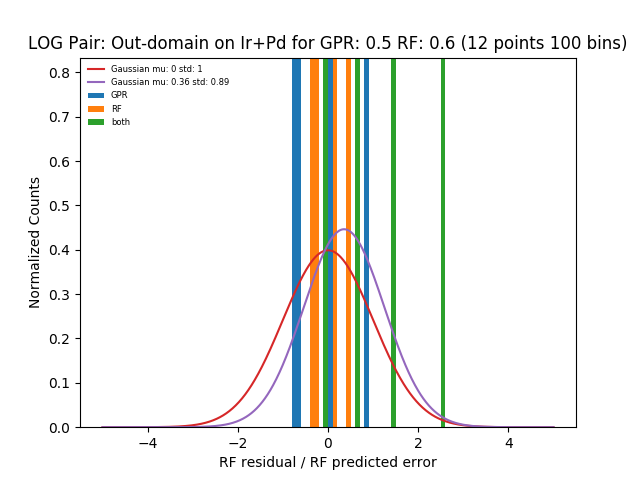 LOG Pair: Out-domain on Ir+Pd for GPR: 0.5 RF: 0.6 (12 points 100 bins)
Gaussian mu: 0 std: 1
Gaussian mu: 0.36 std: 0.89
GPR
RF
both
Normalized Counts
0.8
0.7
0.6
0.5
0.4
0.3
0.2
0.1
0.0
−4 −2 0 2 4
RF residual / RF predicted error